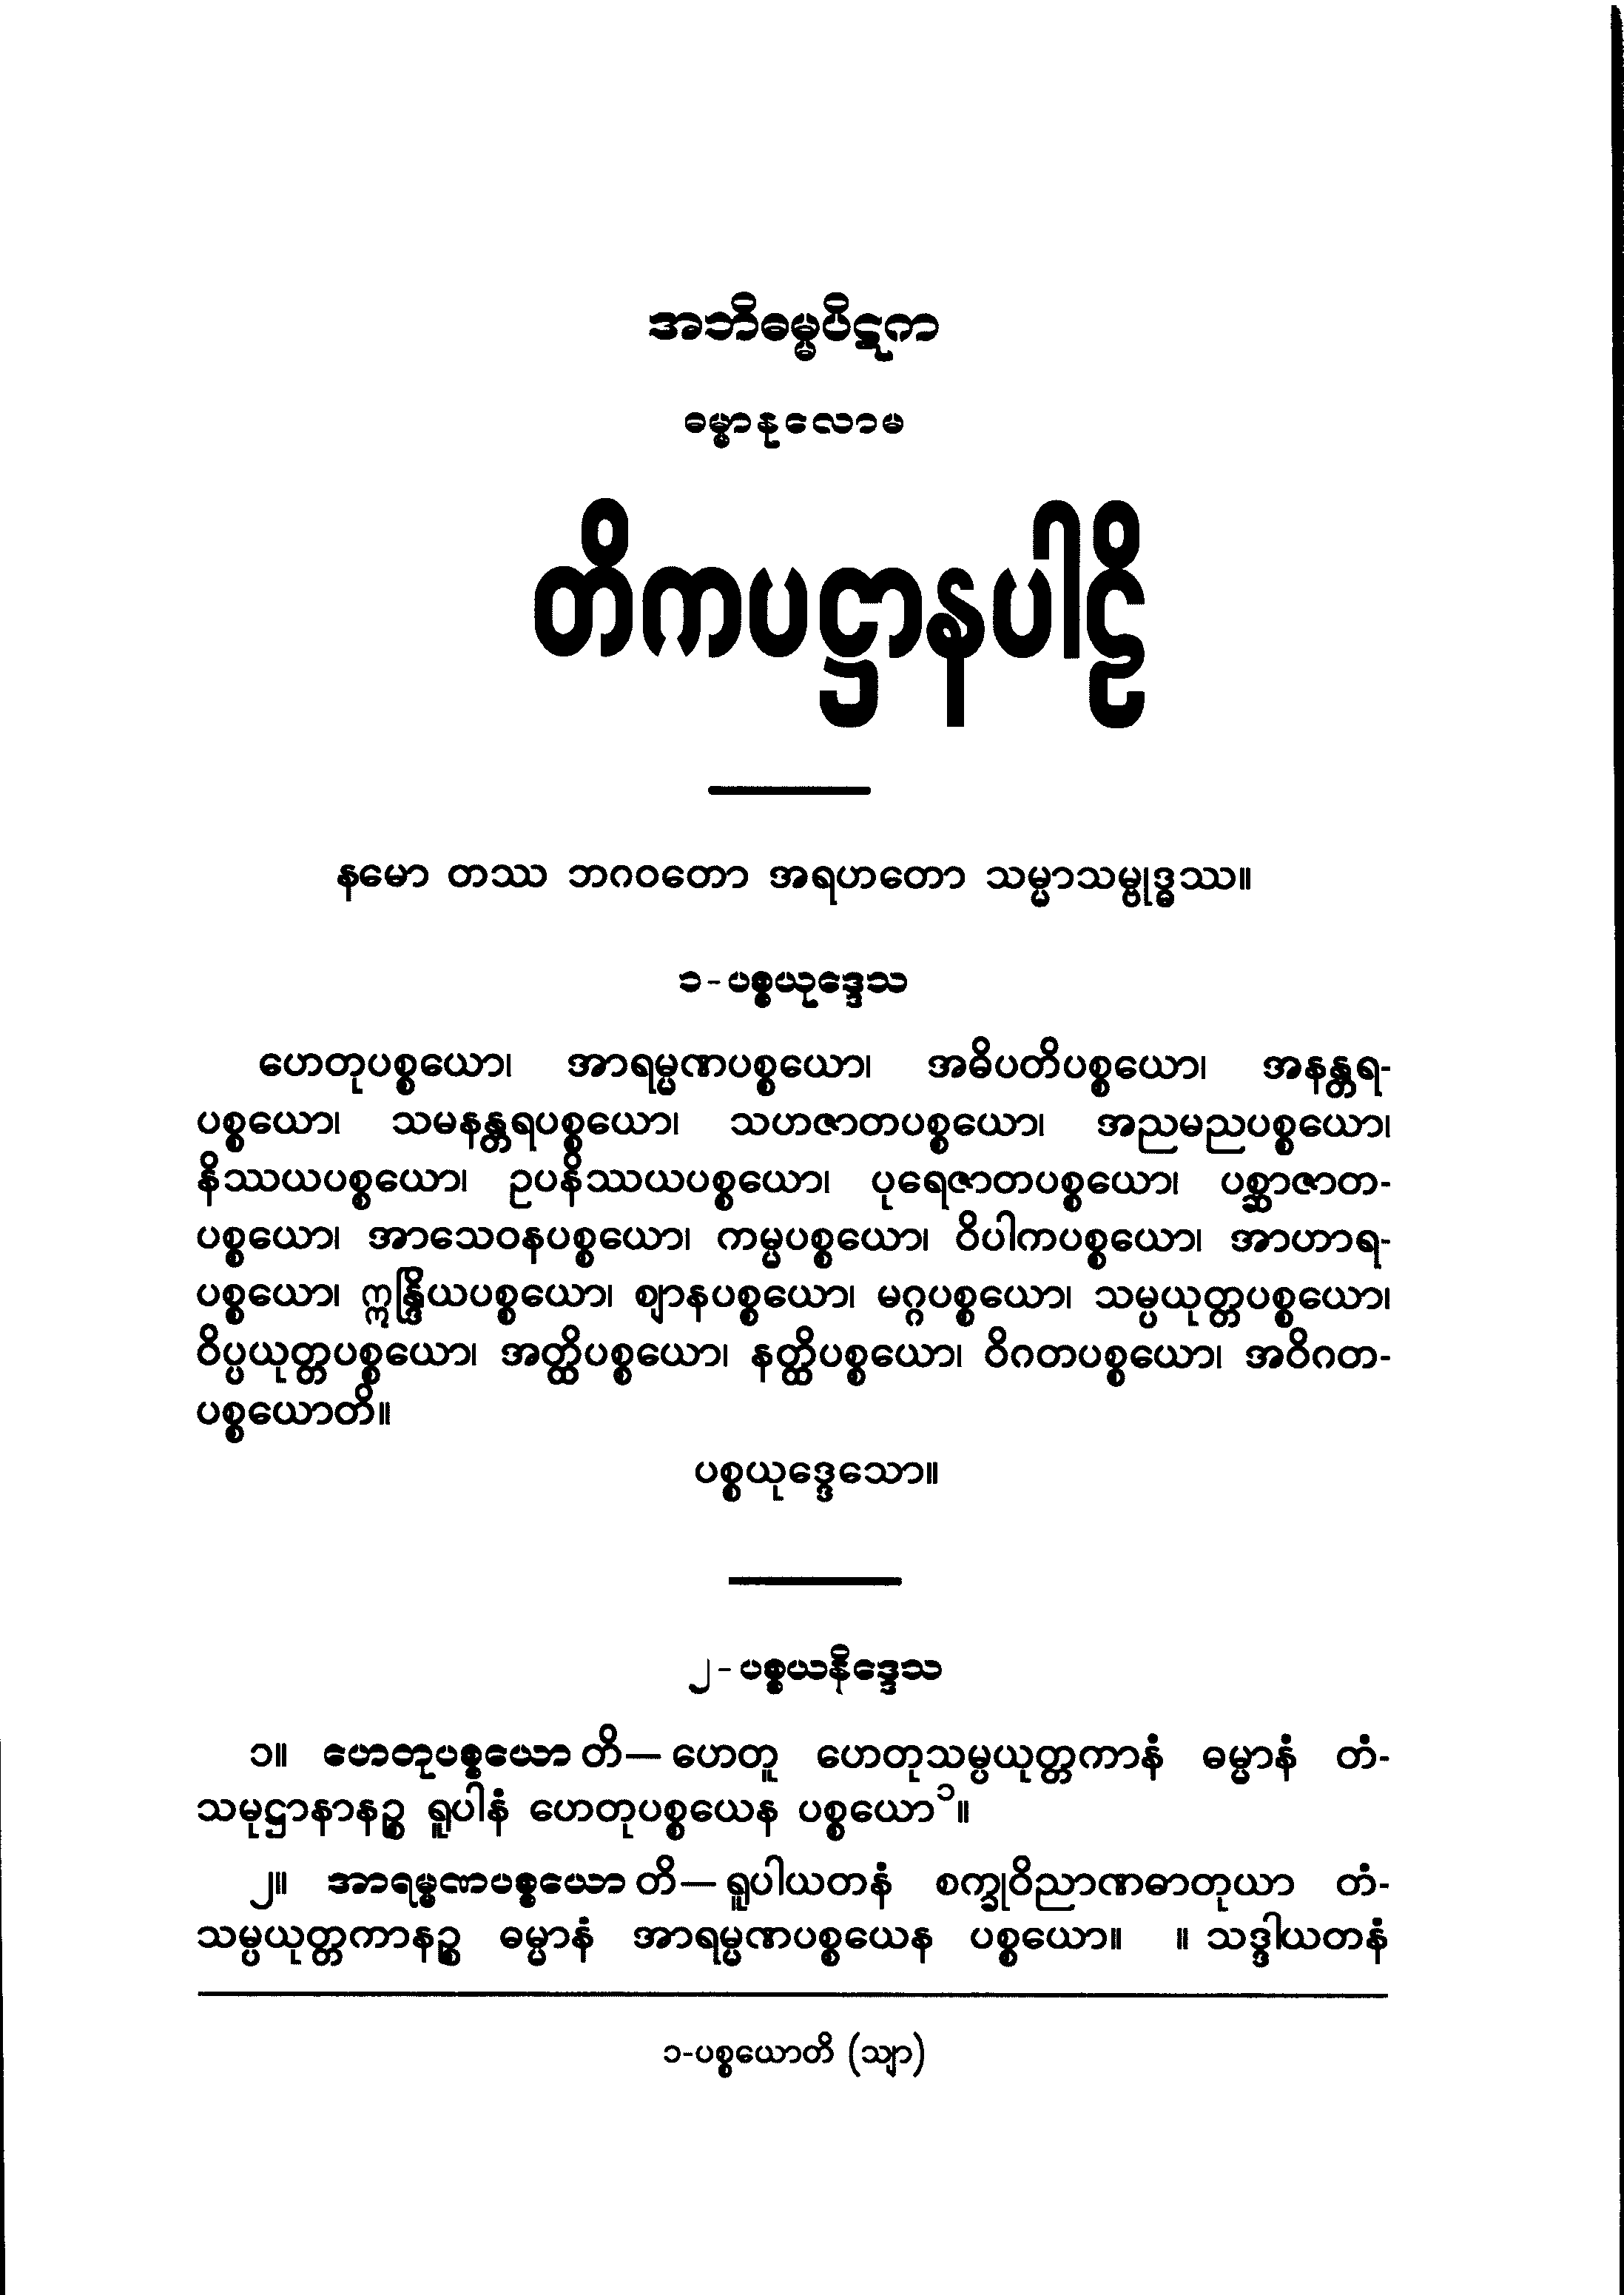 အဘိဓမ္မပိဋက
ဓမ္မာနုလောမ
တိကပဋ္ဌာနပါဠိ
နမော တဿ ဘဂဝတော အရဟတော သမ္မာသမ္ဗုဒ္ဓဿ။
၁-ပစ္စယုဒ္ဒေသ
ဟေတုပစ္စယော၊ အာရမ္မဏပစ္စယော၊ အဓိပတိပစ္စယော၊ အနန္တရ-
ပစ္စယော၊ သမနန္တရပစ္စယော၊ သဟဇာတပစ္စယော၊ အညမညပစ္စယော၊
နိဿယပစ္စယော၊ ဥပနိဿယပစ္စယော၊ ပုရေဇာတပစ္စယော၊ ပစ္ဆာဇာတ-
ပစ္စယော၊ အာသေဝနပစ္စယော၊ ကမ္မပစ္စယော၊ ဝိပါကပစ္စယော၊ အာဟာရ-
ပစ္စယော၊ ဣန္ဒြိယပစ္စယော၊ ဈာနပစ္စယော၊ မဂ္ဂပစ္စယော၊ သမ္ပယုတ္တပစ္စယော၊
ဝိပ္ပယုတ္တပစ္စယော၊ အတ္ထိပစ္စယော၊ နတ္ထိပစ္စယော၊ ဝိဂတပစ္စယော၊ အဝိဂတ-
ပစ္စယောတိ။
ပစ္စယုဒ္ဒေသော။
၂-ပစ္စယနိဒ္ဒေသ
၁။ ဟေတုပစ္စယော တိ— ဟေတူ ဟေတုသမ္ပယုတ္တကာနံ ဓမ္မာနံ တံ-
သမုဋ္ဌာနာနဉ္စ ရူပါနံ ဟေတုပစ္စယေန ပစ္စယော၁။
၂။ အာရမ္မဏပစ္စယော တိ— ရူပါယတနံ စက္ခုဝိညာဏဓာတုယာ တံ-
သမ္ပယုတ္တကာနဉ္စ ဓမ္မာနံ အာရမ္မဏပစ္စယေန ပစ္စယော။ ။ သဒ္ဒါယတနံ
၁-ပစ္စယောတိ (သျာ)